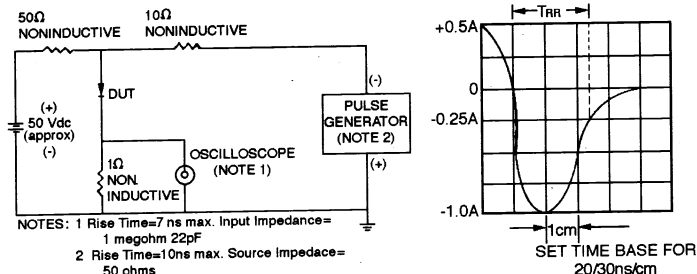 50Ω
NONINDUCTIVE
10Ω
NONINDUCTIVE
DUT
(+)
50 Vdc
(approx)
(-)
1Ω
NON.
INDUCTIVE
OSCILLOSCOPE
(NOTE 1)
(-)
PULSE
GENERATOR
(NOTE 2)
(+)
NOTES: 1 Rise Time=7 ns max. Input Impedance=
1 megohm 22pF
2 Rise Time=10ns max. Source Impedace=
50 ohms
TRR
+0.5A
0
-0.25A
-1.0A
1cm
SET TIME BASE FOR
20/30ns/cm